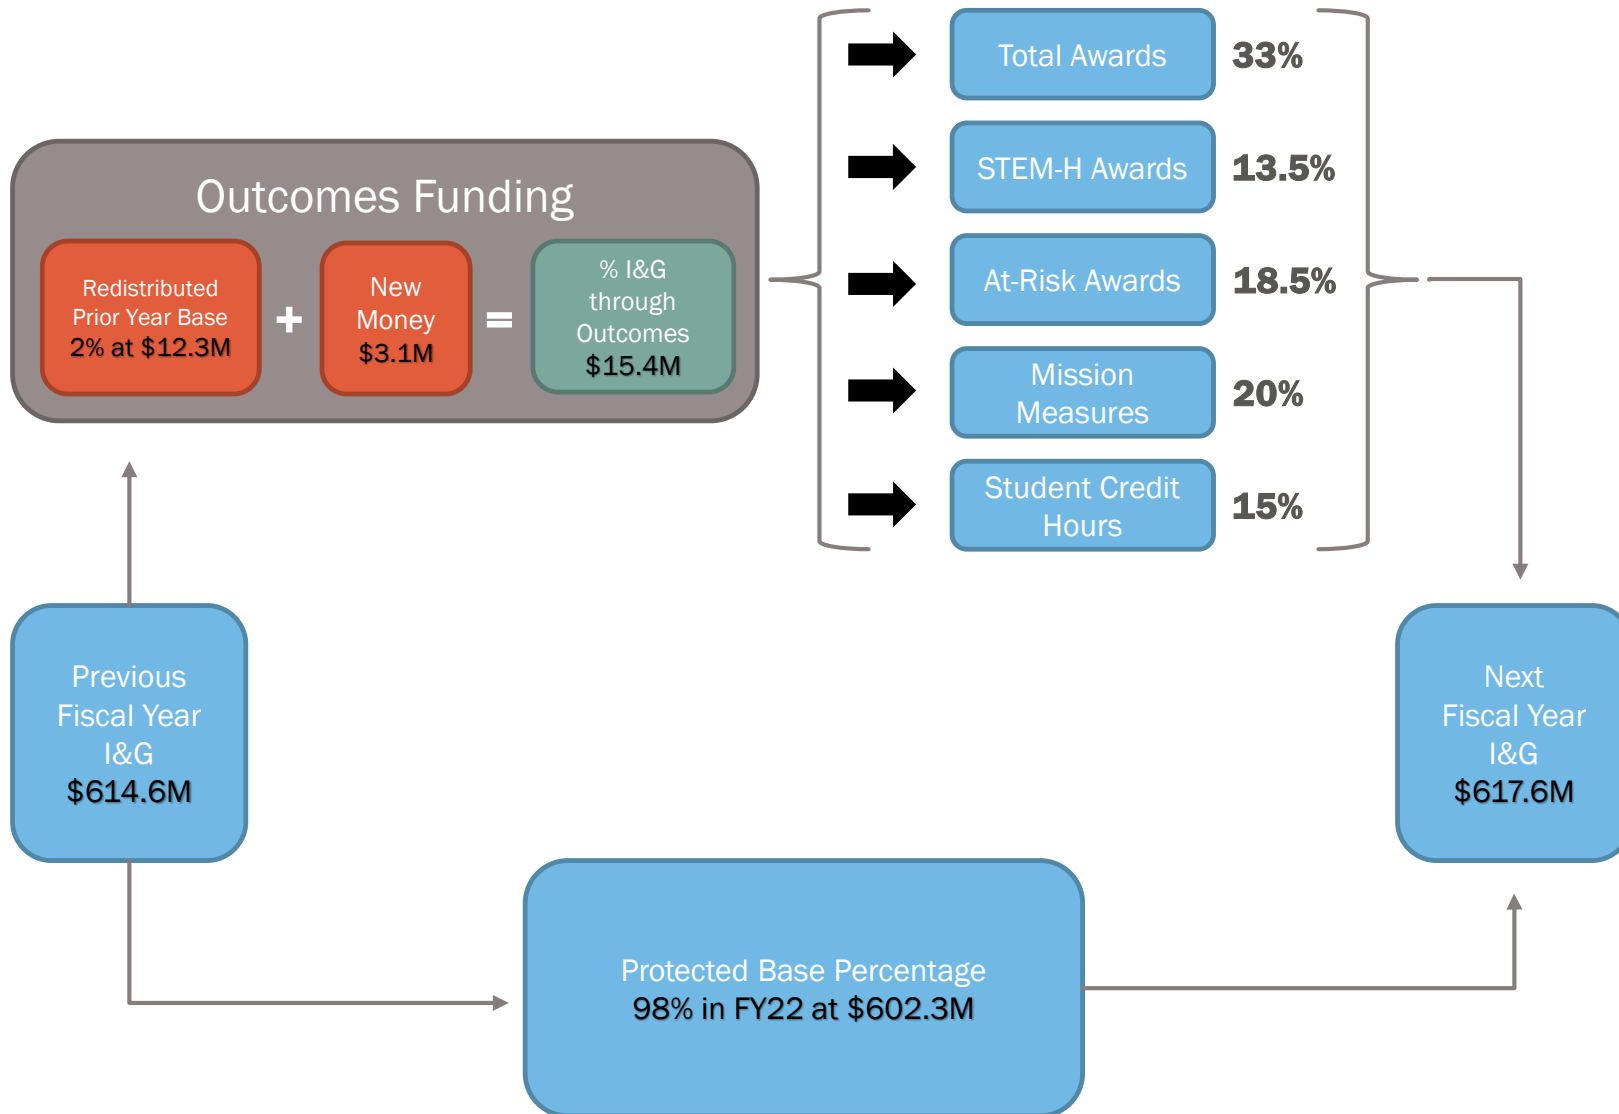 Outcomes Funding
Redistributed
Prior Year Base
2% at $12.3M
+
New
Money
$3.1M
=
% I&G
through
Outcomes
$15.4M
Total Awards
33%
STEM-H Awards
13.5%
At-Risk Awards
18.5%
Mission
Measures
20%
Student Credit
Hours
15%
Previous
Fiscal Year
I&G
$614.6M
Next
Fiscal Year
I&G
$617.6M
Protected Base Percentage
98% in FY22 at $602.3M